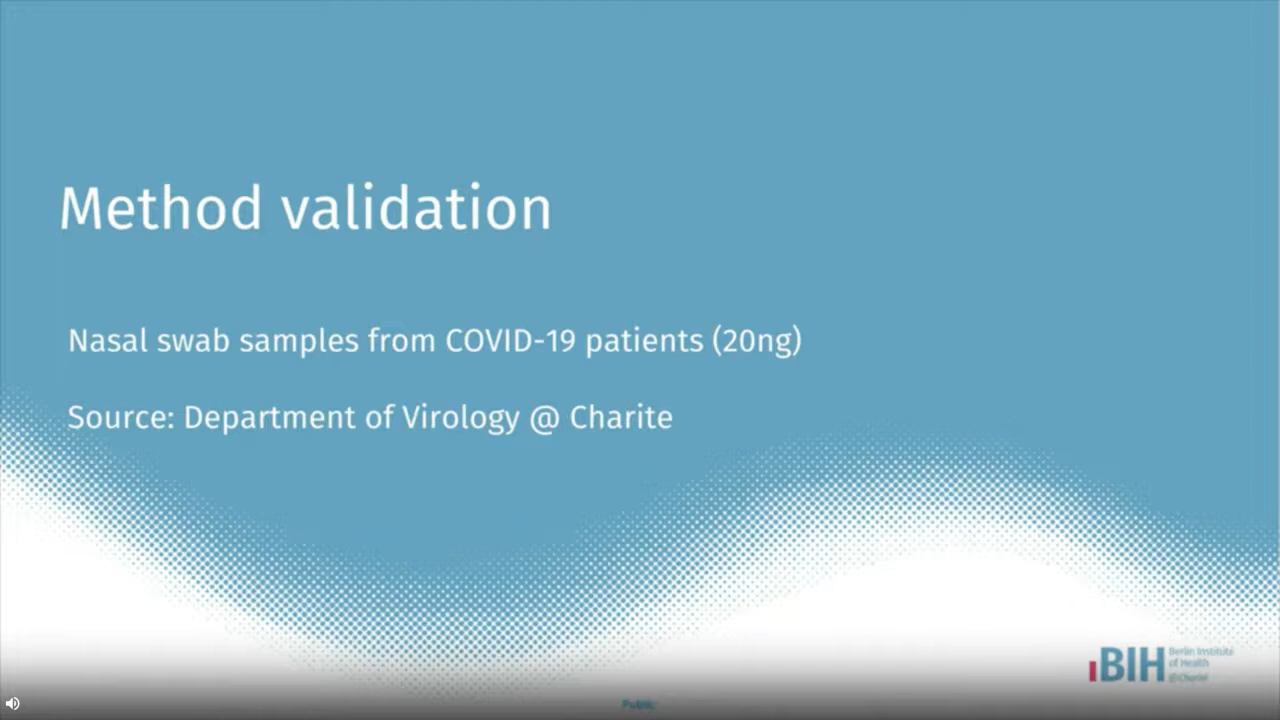 Method validation
Nasal swab samples from COVID-19 patients (20ng)
Source: Department of Virology @ Charite
BIH
Berlin Institute
of Health
@Charité
Public